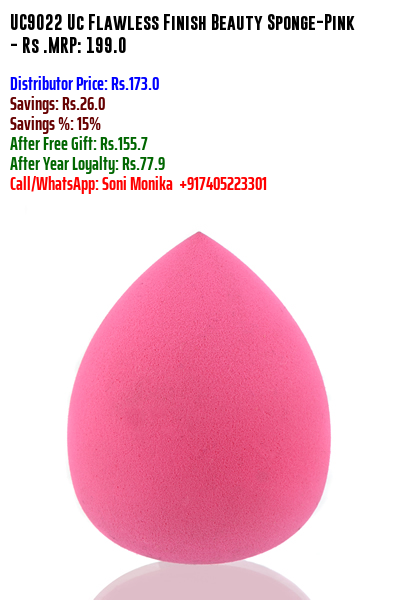 UC9022 Uc Flawless Finish Beauty Sponge-Pink
- Rs .MRP: 199.0
Distributor Price: Rs.173.0
Savings: Rs.26.0
Savings %: 15%
After Free Gift: Rs.155.7
After Year Loyalty: Rs.77.9
Call/WhatsApp: Soni Monika +917405223301